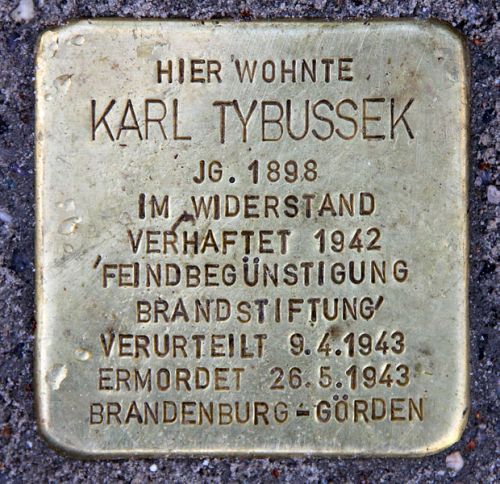 HIER WOHNTE
KARL TYBUSSEK
JG. 1898
IM WIDERSTAND
VERHAFTET 1942
'FEINDBEGÜNSTIGUNG
BRANDSTIFTUNG'
VERURTEILT 9.4.1943
ERMORDET 26.5.1943
BRANDENBURG-GÖRDEN